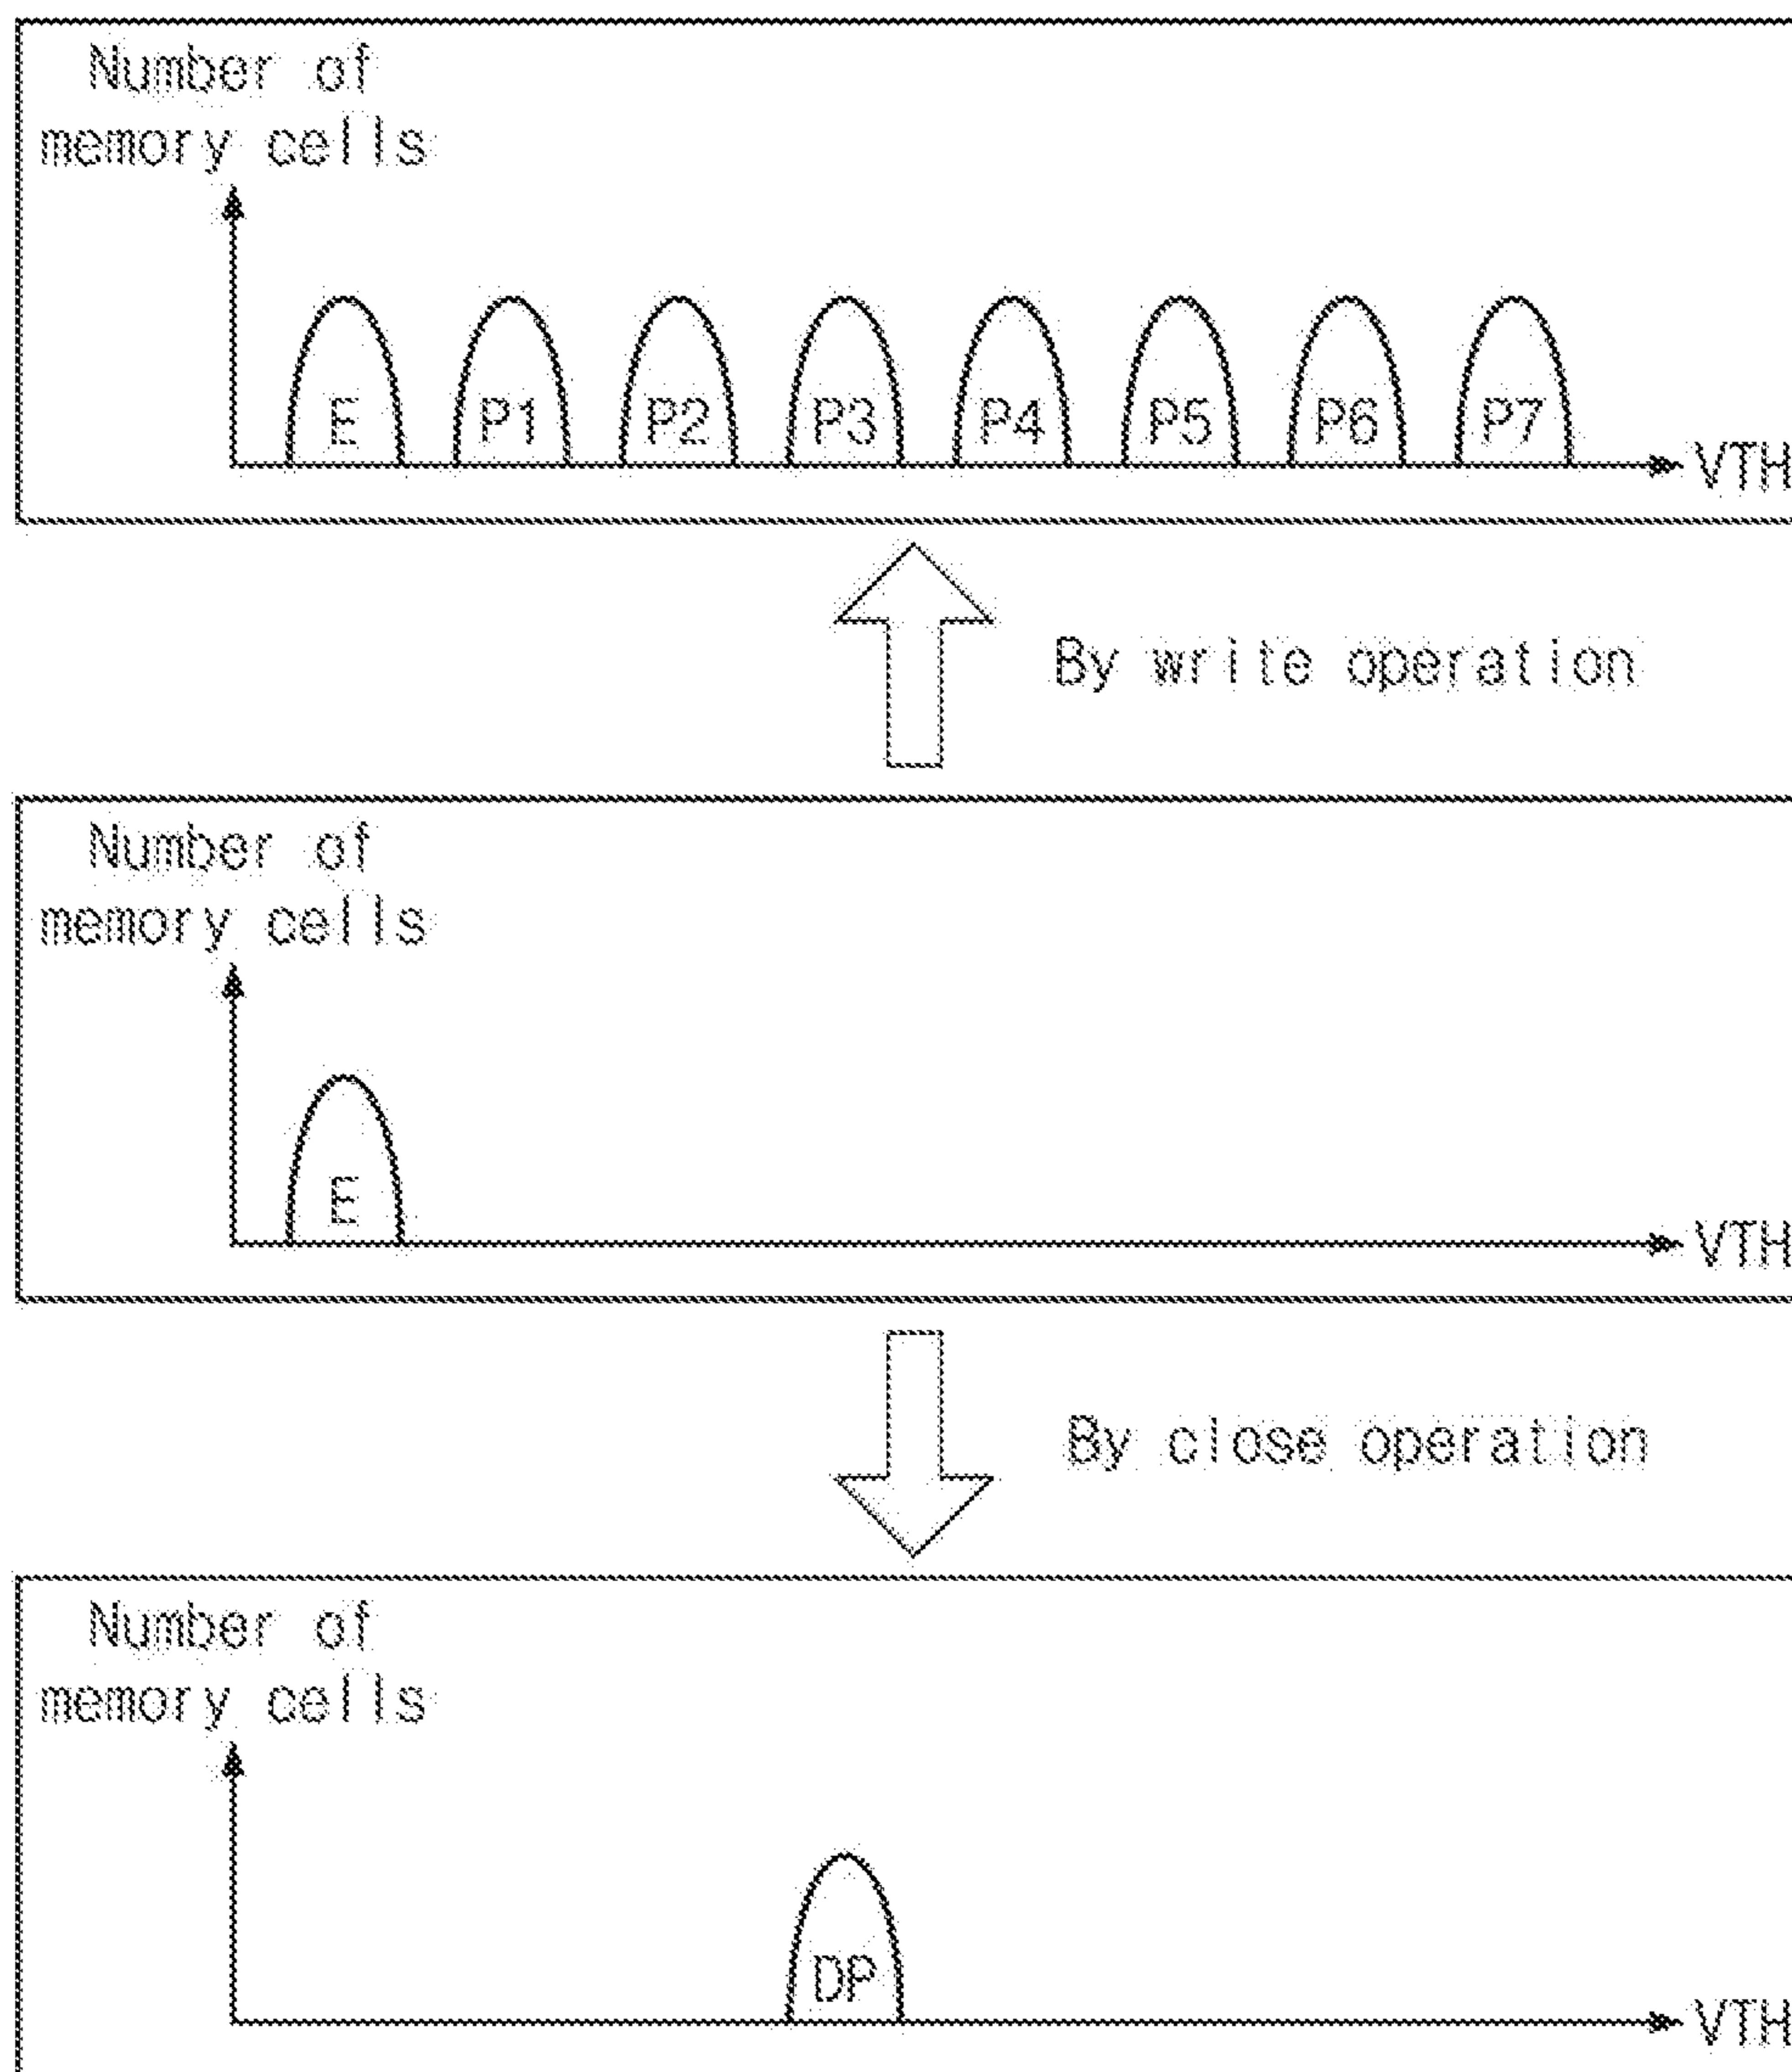 Number of
memory cells
E P1 P2 P3 P4 P5 P6 P7
VTH
By write operation
Number of
memory cells
E
VTH
By close operation
Number of
memory cells
DP
VTH